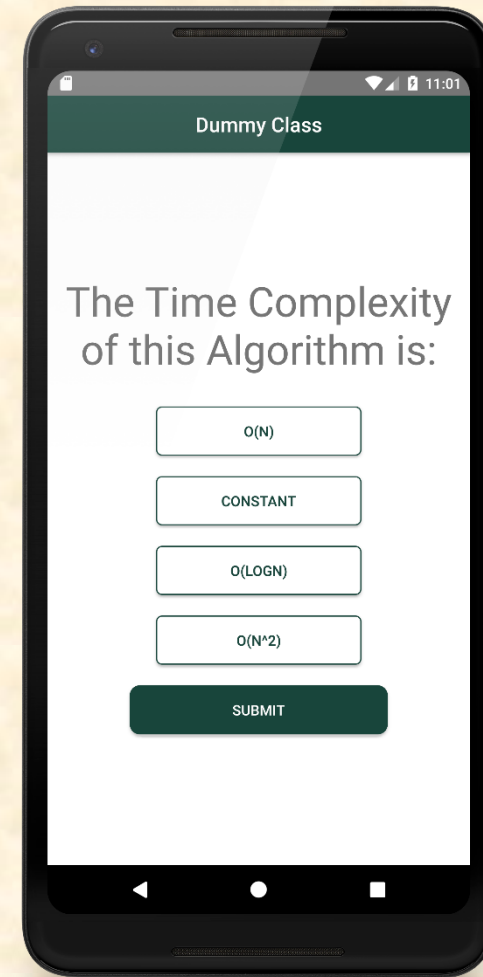 11:01
Dummy Class
The Time Complexity
of this Algorithm is:
O(N)
CONSTANT
O(LOGN)
O(N^2)
SUBMIT